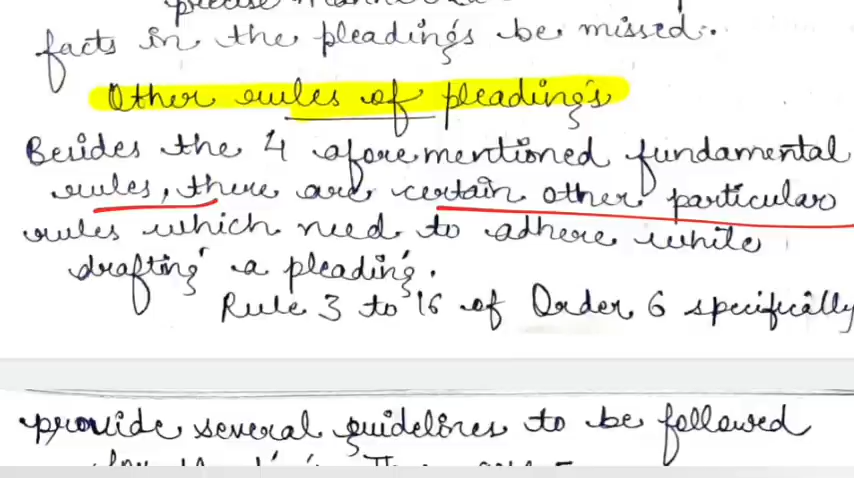 facts in the pleadings be missed.
Other rules of pleadings
Besides the 4 aforementioned fundamental
rules, there are certain other particular
rules which need to adhere while
drafting a pleading.
Rule 3 to 16 of Order 6 specifically
provide several guidelines to be followed